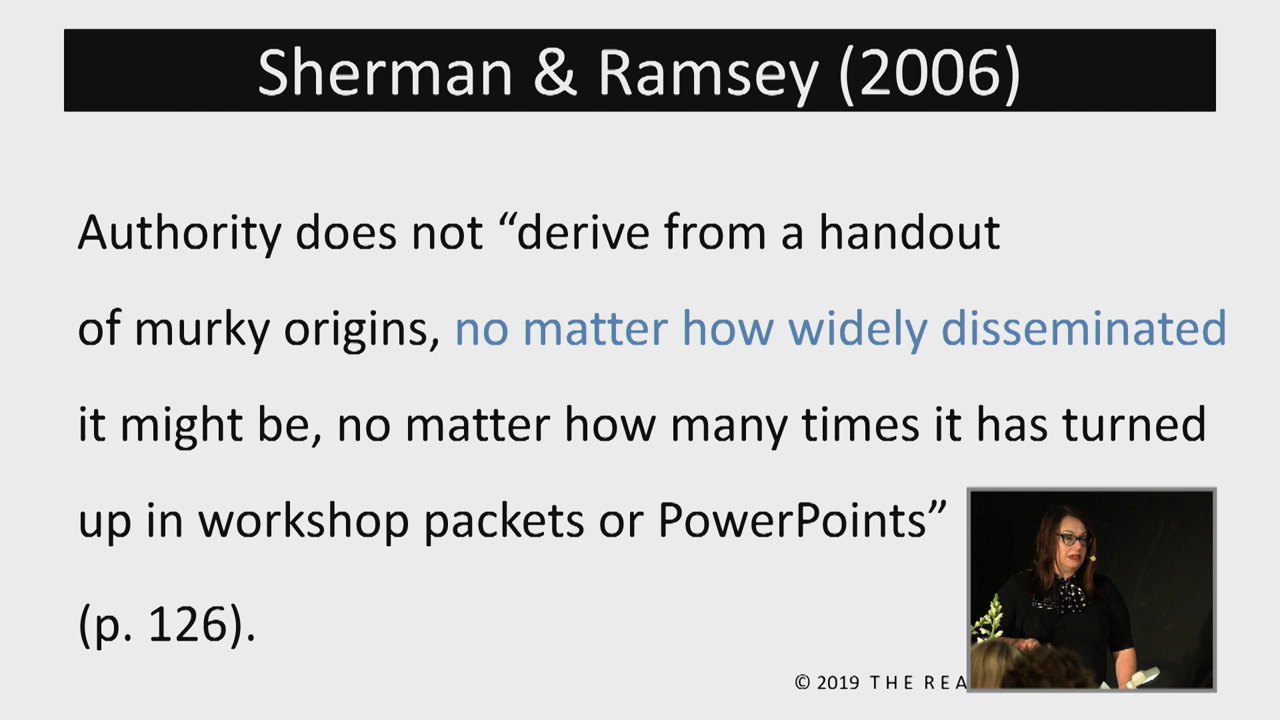 Sherman & Ramsey (2006)
Authority does not “derive from a handout
of murky origins, no matter how widely disseminated
it might be, no matter how many times it has turned
up in workshop packets or PowerPoints”
(p. 126).
© 2019 THE REA